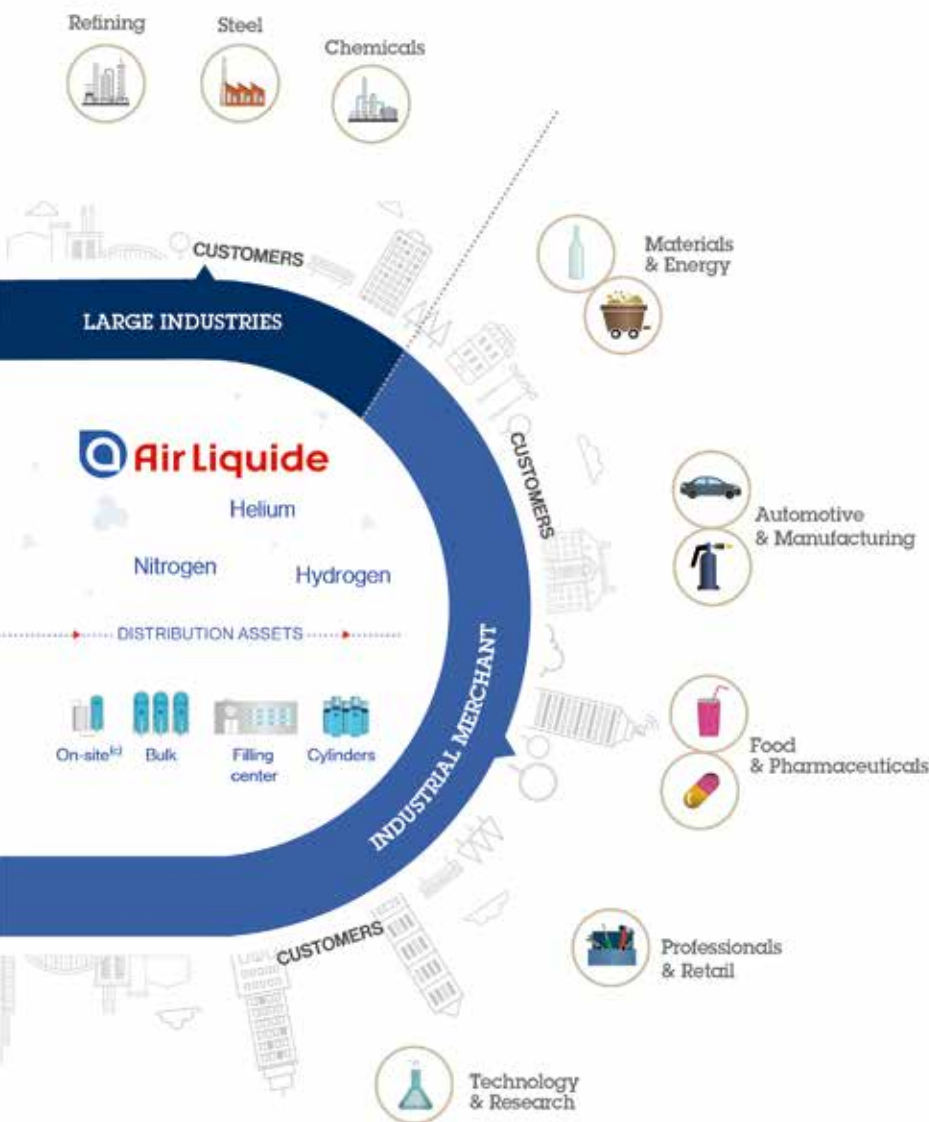 Refining
Steel
Chemicals
CUSTOMERS
LARGE INDUSTRIES
Materials
& Energy
Air Liquide
CUSTOMERS
Helium
Nitrogen
Hydrogen
Automotive
& Manufacturing
DISTRIBUTION ASSETS
INDUSTRIAL MERCHANT
On-site(c)
Bulk
Filling
center
Cylinders
Food
& Pharmaceuticals
CUSTOMERS
Professionals
& Retail
Technology
& Research